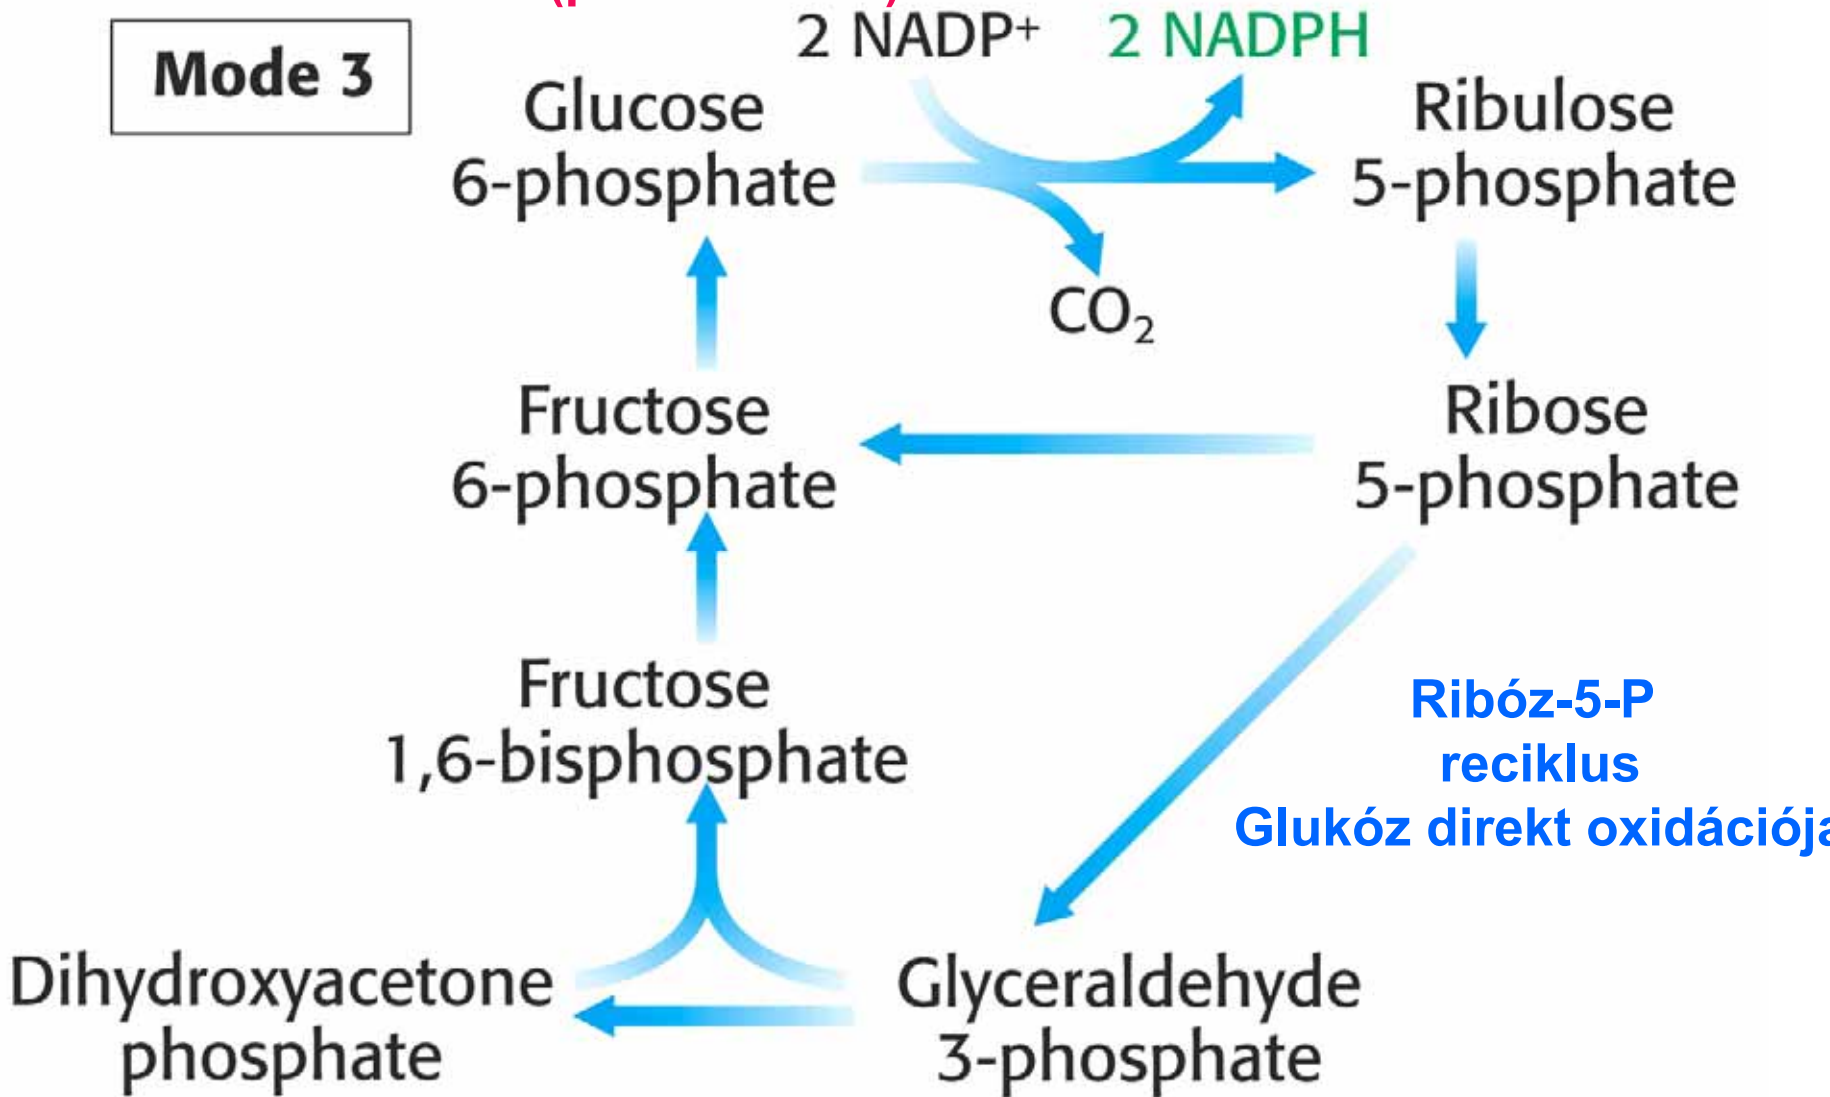 Mode 3
2 NADP+ 2 NADPH
Glucose
6-phosphate
Ribulose
5-phosphate
CO₂
Fructose
6-phosphate
Ribose
5-phosphate
Fructose
1,6-bisphosphate
Ribóz-5-P
reciklus
Glukóz direkt oxidációja
Dihydroxyacetone
phosphate
Glyceraldehyde
3-phosphate